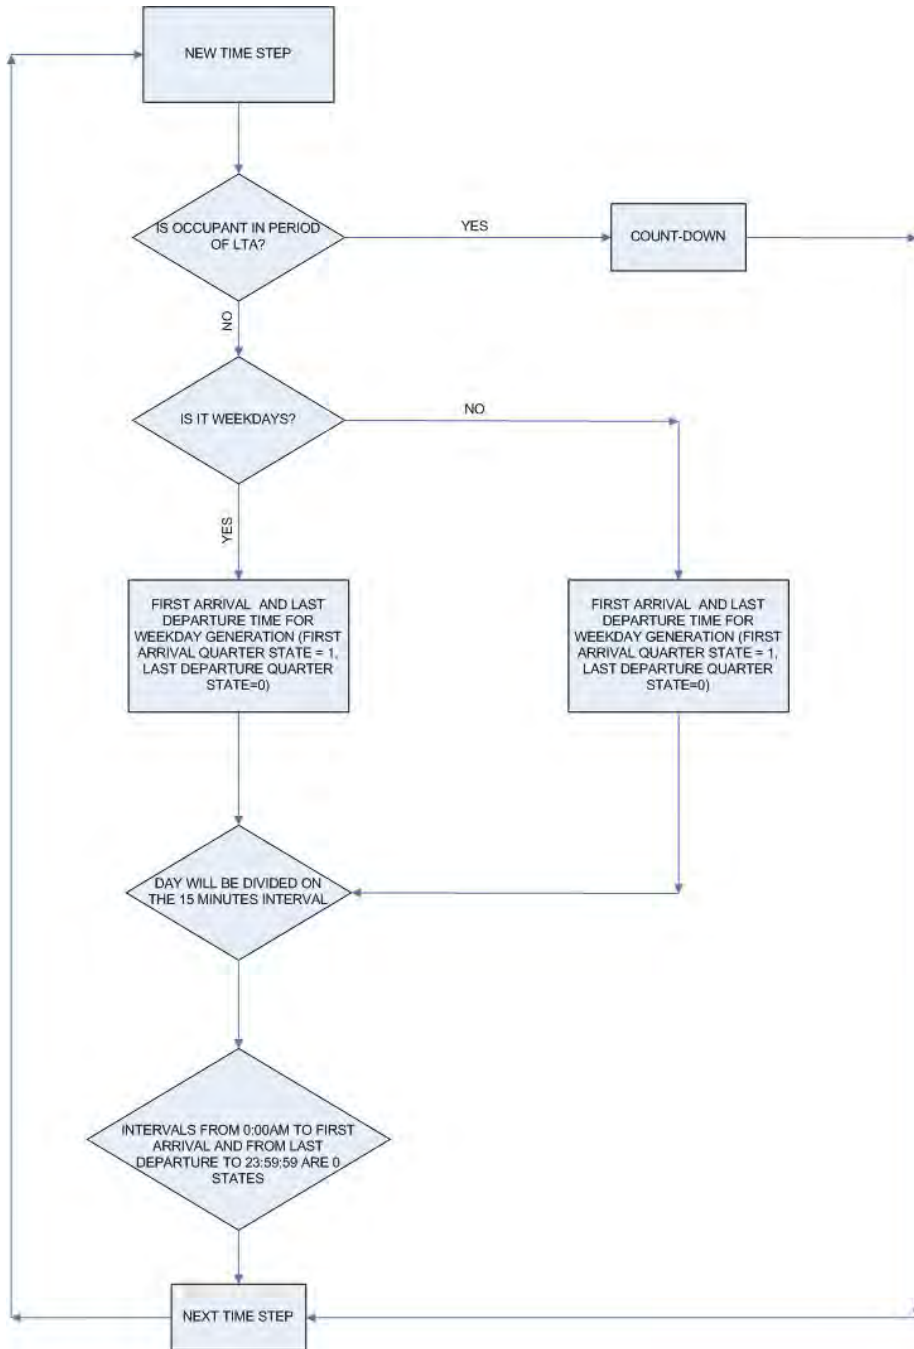 NEW TIME STEP
IS OCCUPANT IN PERIOD
OF LTA?
YES
COUNT-DOWN
NO
IS IT WEEKDAYS?
NO
YES
FIRST ARRIVAL AND LAST
DEPARTURE TIME FOR
WEEKDAY GENERATION (FIRST
ARRIVAL QUARTER STATE = 1,
LAST DEPARTURE QUARTER
STATE=0)
FIRST ARRIVAL AND LAST
DEPARTURE TIME FOR
WEEKDAY GENERATION (FIRST
ARRIVAL QUARTER STATE = 1,
LAST DEPARTURE QUARTER
STATE=0)
DAY WILL BE DIVIDED ON
THE 15 MINUTES INTERVAL
INTERVALS FROM 0:00AM TO FIRST
ARRIVAL AND FROM LAST
DEPARTURE TO 23:59:59 ARE 0
STATES
NEXT TIME STEP